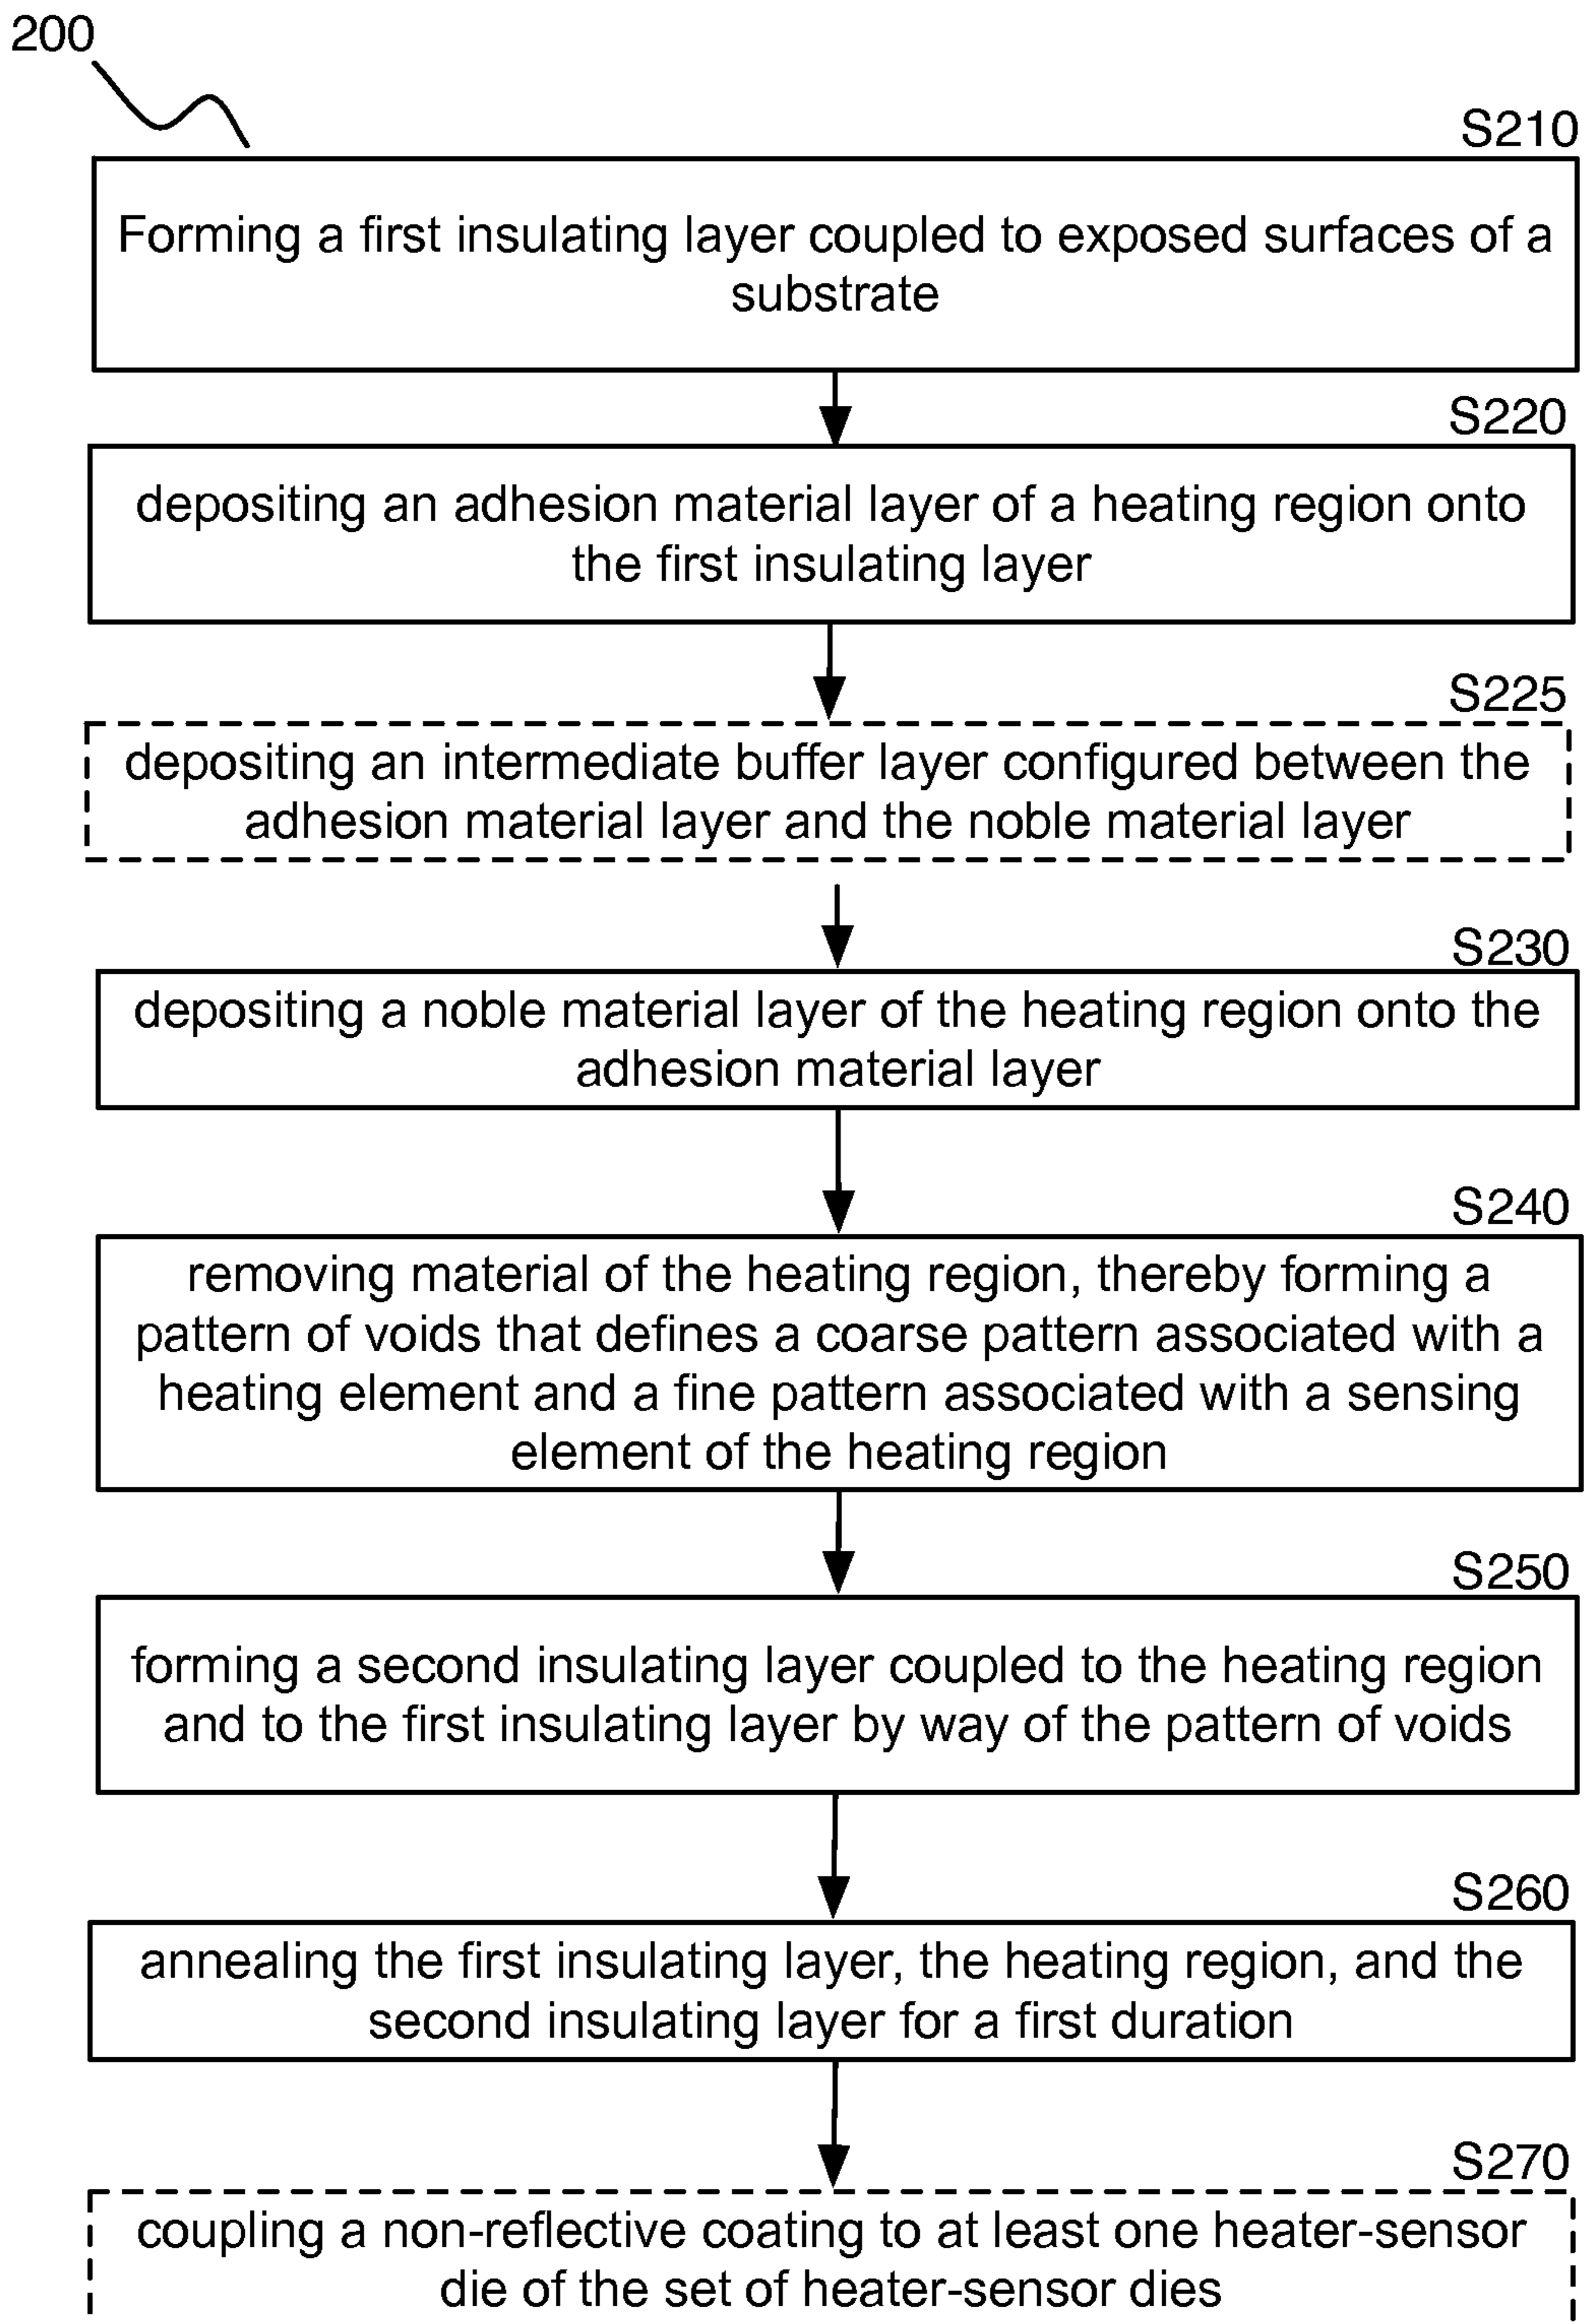 200
S210
Forming a first insulating layer coupled to exposed surfaces of a
substrate
S220
depositing an adhesion material layer of a heating region onto
the first insulating layer
S225
depositing an intermediate buffer layer configured between the
adhesion material layer and the noble material layer
S230
depositing a noble material layer of the heating region onto the
adhesion material layer
S240
removing material of the heating region, thereby forming a
pattern of voids that defines a coarse pattern associated with a
heating element and a fine pattern associated with a sensing
element of the heating region
S250
forming a second insulating layer coupled to the heating region
and to the first insulating layer by way of the pattern of voids
S260
annealing the first insulating layer, the heating region, and the
second insulating layer for a first duration
S270
coupling a non-reflective coating to at least one heater-sensor
die of the set of heater-sensor dies